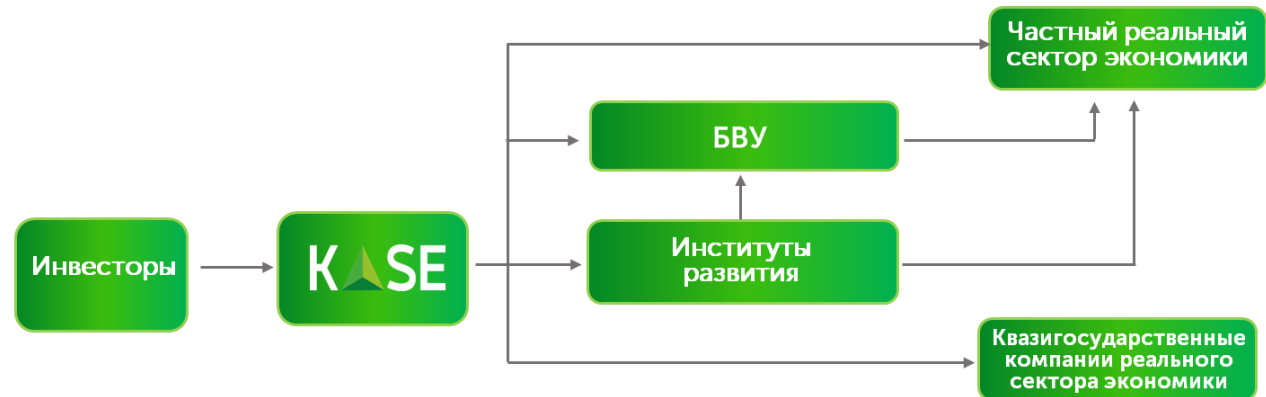 Частный реальный
сектор экономики
БВУ
Инвесторы
KASE
Институты
развития
Квазигосударственные
компании реального
сектора экономики